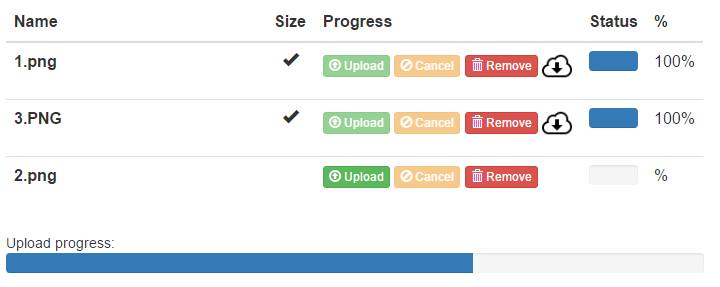 Name Size Progress Status %
1.png Upload Cancel Remove 100%
3.PNG Upload Cancel Remove 100%
2.png Upload Cancel Remove %
Upload progress: